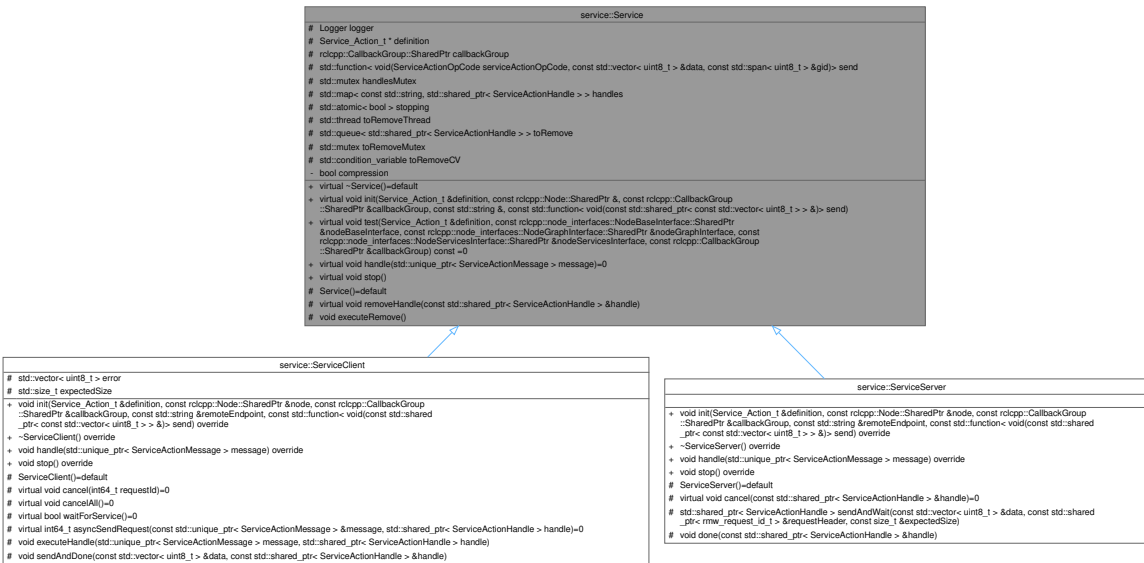 service::Service
# Logger logger
# Service_Action_t * definition
# rclcpp::CallbackGroup::SharedPtr callbackGroup
# std::function< void(ServiceActionOpCode serviceActionOpCode, const std::vector< uint8_t > &data, const std::span< uint8_t > &gid)> send
# std::mutex handlesMutex
# std::map< const std::string, std::shared_ptr< ServiceActionHandle > > handles
# std::atomic< bool > stopping
# std::thread toRemoveThread
# std::queue< std::shared_ptr< ServiceActionHandle > > toRemove
# std::mutex toRemoveMutex
# std::condition_variable toRemoveCV
- bool compression
+ virtual ~Service()=default
+ virtual void init(Service_Action_t &definition, const rclcpp::Node::SharedPtr &, const rclcpp::CallbackGroup
::SharedPtr &callbackGroup, const std::string &, const std::function< void(const std::shared_ptr< const std::vector< uint8_t > > &)> send)
+ virtual void test(Service_Action_t &definition, const rclcpp::node_interfaces::NodeBaseInterface::SharedPtr
&nodeBaseInterface, const rclcpp::node_interfaces::NodeGraphInterface::SharedPtr &nodeGraphInterface, const
rclcpp::node_interfaces::NodeServicesInterface::SharedPtr &nodeServicesInterface, const rclcpp::CallbackGroup
::SharedPtr &callbackGroup) const =0
+ virtual void handle(std::unique_ptr< ServiceActionMessage > message)=0
+ virtual void stop()
# Service()=default
# virtual void removeHandle(const std::shared_ptr< ServiceActionHandle > &handle)
# void executeRemove()
service::ServiceClient
# std::vector< uint8_t > error
# std::size_t expectedSize
+ void init(Service_Action_t &definition, const rclcpp::Node::SharedPtr &node, const rclcpp::CallbackGroup
::SharedPtr &callbackGroup, const std::string &remoteEndpoint, const std::function< void(const std::shared
_ptr< const std::vector< uint8_t > > &)> send) override
+ ~ServiceClient() override
+ void handle(std::unique_ptr< ServiceActionMessage > message) override
+ void stop() override
# ServiceClient()=default
# virtual void cancel(int64_t requestId)=0
# virtual void cancelAll()=0
# virtual bool waitForService()=0
# virtual int64_t asyncSendRequest(const std::unique_ptr< ServiceActionMessage > &message, std::shared_ptr< ServiceActionHandle > handle)=0
# void executeHandle(std::unique_ptr< ServiceActionMessage > message, std::shared_ptr< ServiceActionHandle > handle)
# void sendAndDone(const std::vector< uint8_t > &data, const std::shared_ptr< ServiceActionHandle > &handle)
service::ServiceServer
+ void init(Service_Action_t &definition, const rclcpp::Node::SharedPtr &node, const rclcpp::CallbackGroup
::SharedPtr &callbackGroup, const std::string &remoteEndpoint, const std::function< void(const std::shared
_ptr< const std::vector< uint8_t > > &)> send) override
+ ~ServiceServer() override
+ void handle(std::unique_ptr< ServiceActionMessage > message) override
+ void stop() override
# ServiceServer()=default
# virtual void cancel(const std::shared_ptr< ServiceActionHandle > &handle)=0
# std::shared_ptr< ServiceActionHandle > sendAndWait(const std::vector< uint8_t > &data, const std::shared
_ptr< rmw_request_id_t > &requestHeader, const size_t &expectedSize)
# void done(const std::shared_ptr< ServiceActionHandle > &handle)